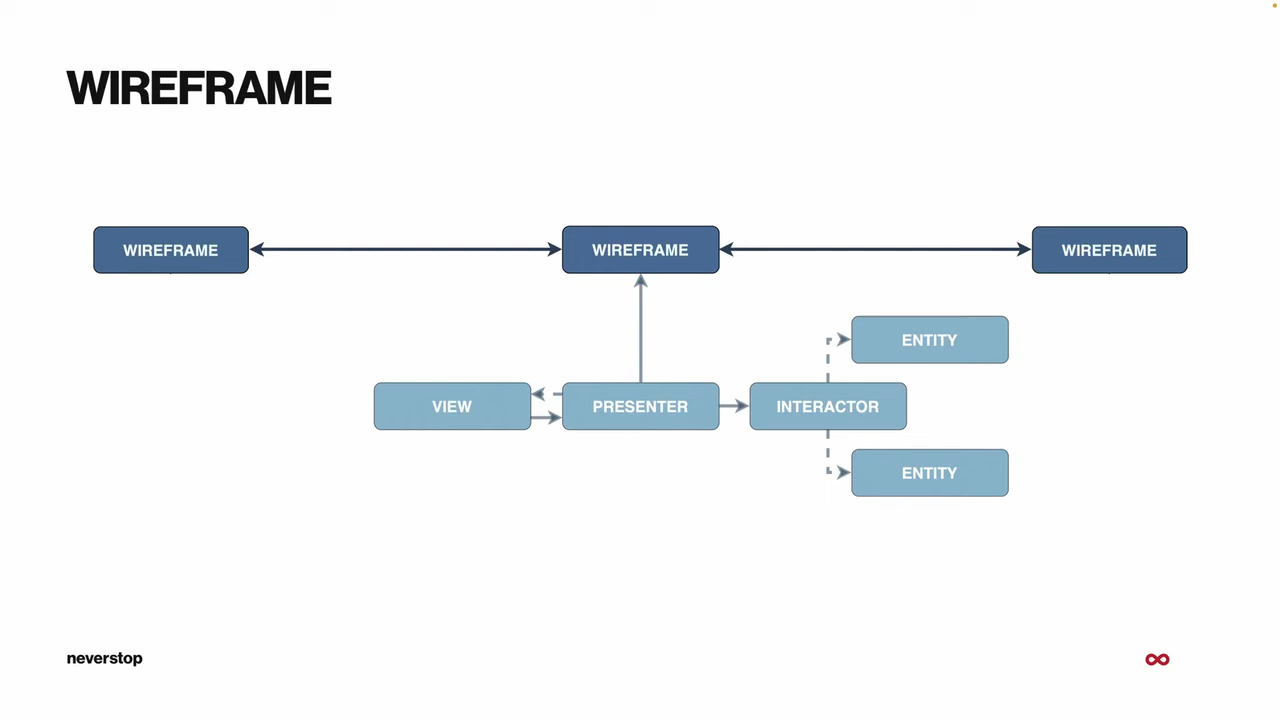 WIREFRAME
WIREFRAME
WIREFRAME
WIREFRAME
ENTITY
VIEW
PRESENTER
INTERACTOR
ENTITY
neverstop